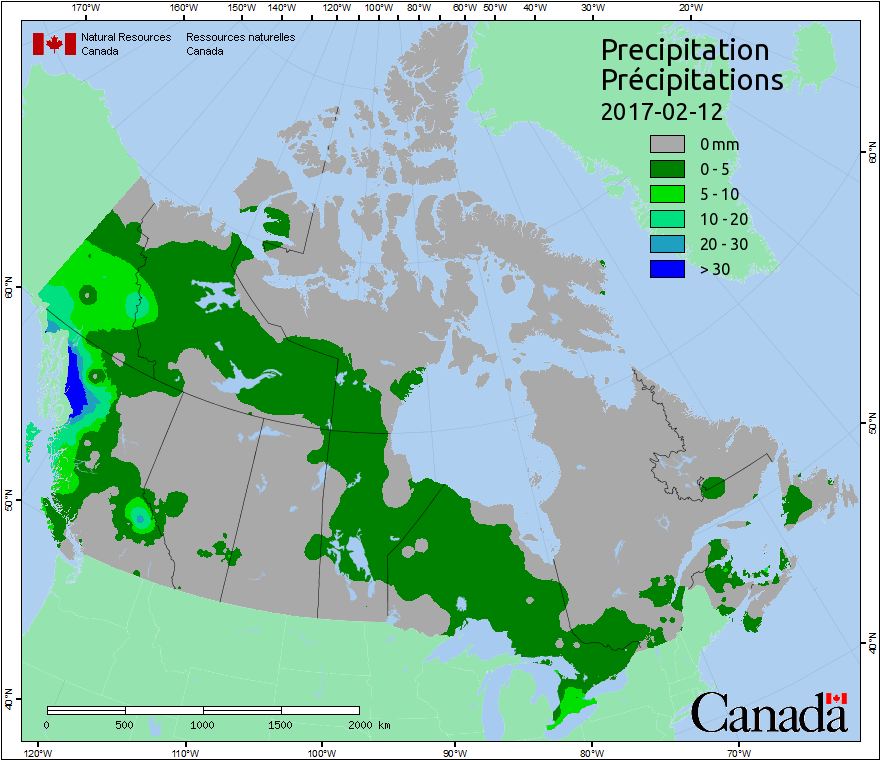 170°W 160°W 150°W 140°W 120°W 100°W 80°W 60°W 50°W 40°W 30°W 20°W
Natural Resources Ressources naturelles
Canada Canada
Precipitation
Précipitations
2017-02-12
0 mm
0 - 5
5 - 10
10 - 20
20 - 30
> 30
60°N
60°N
50°N
50°N
40°N
40°N
0 500 1000 1500 2000 km
Canada
120°W 110°W 100°W 90°W 80°W 70°W